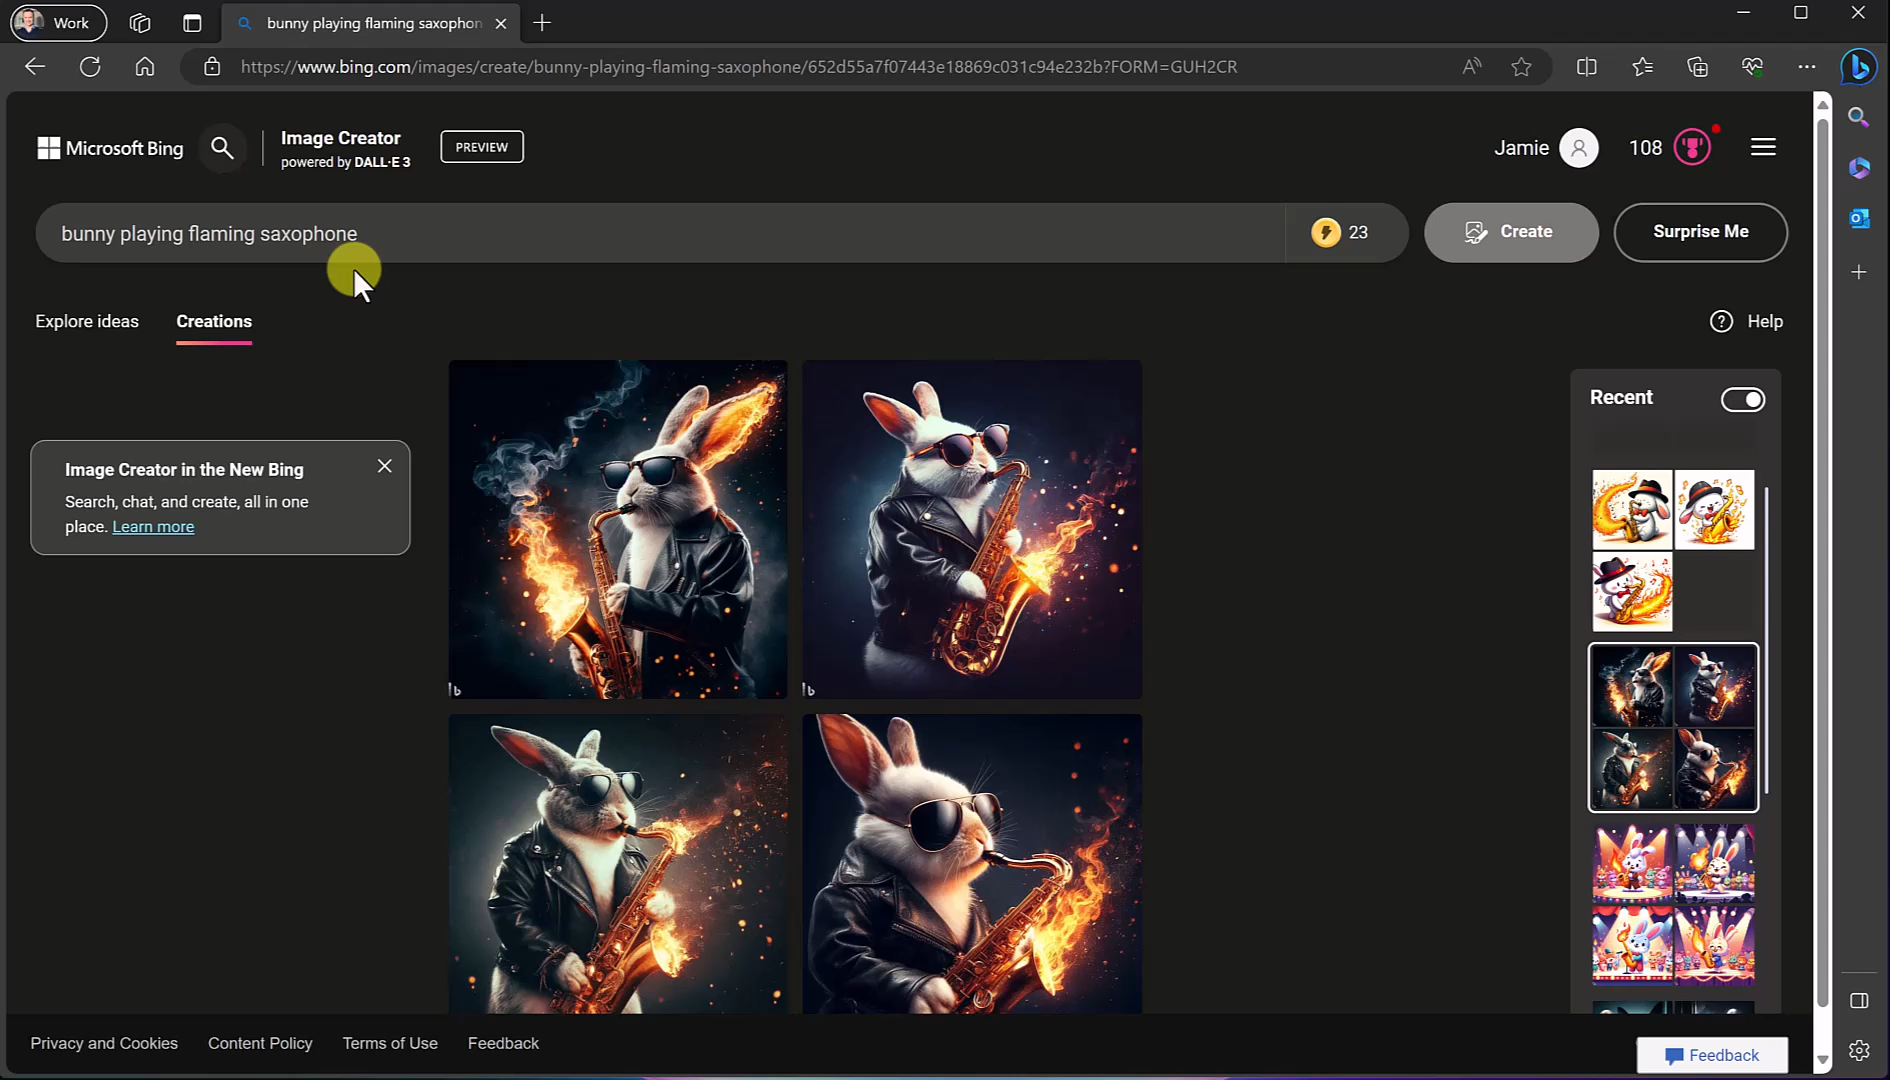 Work
bunny playing flaming saxophon
https://www.bing.com/images/create/bunny-playing-flaming-saxophone/652d55a7f07443e18869c031c94e232b?FORM=GUH2CR
Microsoft Bing
Image Creator
powered by DALL·E 3
PREVIEW
Jamie
108
bunny playing flaming saxophone
23
Create
Surprise Me
Explore ideas
Creations
Help
Recent
Image Creator in the New Bing
Search, chat, and create, all in one
place. Learn more
Privacy and Cookies
Content Policy
Terms of Use
Feedback
Feedback